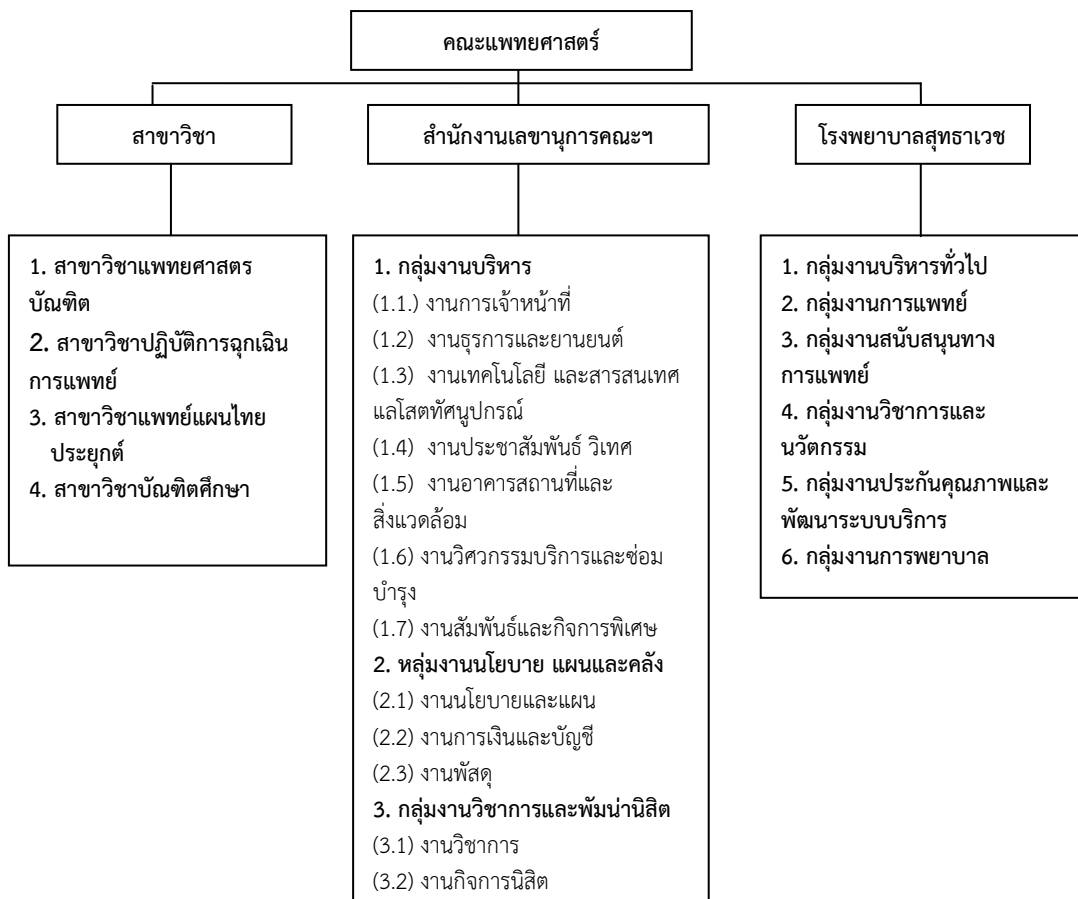 คณะแพทยศาสตร์
สาขาวิชา
สำนักงานเลขานุการคณะฯ
โรงพยาบาลสุทธาเวช
1. สาขาวิชาแพทยศาสตร
บัณฑิต
2. สาขาวิชาปฏิบัติการฉุกเฉิน
การแพทย์
3. สาขาวิชาแพทย์แผนไทย
ประยุกต์
4. สาขาวิชาบัณฑิตศึกษา
1. กลุ่มงานบริหาร
(1.1.) งานการเจ้าหน้าที่
(1.2) งานธุรการและยานยนต์
(1.3) งานเทคโนโลยี และสารสนเทศ
แลโสตทัศนูปกรณ์
(1.4) งานประชาสัมพันธ์ วิเทศ
(1.5) งานอาคารสถานที่และ
สิ่งแวดล้อม
(1.6) งานวิศวกรรมบริการและซ่อม
บำรุง
(1.7) งานสัมพันธ์และกิจการพิเศษ
2. หลุ่มงานนโยบาย แผนและคลัง
(2.1) งานนโยบายและแผน
(2.2) งานการเงินและบัญชี
(2.3) งานพัสดุ
3. กลุ่มงานวิชาการและพัมน่านิสิต
(3.1) งานวิชาการ
(3.2) งานกิจการนิสิต
1. กลุ่มงานบริหารทั่วไป
2. กลุ่มงานการแพทย์
3. กลุ่มงานสนับสนุนทาง
การแพทย์
4. กลุ่มงานวิชาการและ
นวัตกรรม
5. กลุ่มงานประกันคุณภาพและ
พัฒนาระบบบริการ
6. กลุ่มงานการพยาบาล